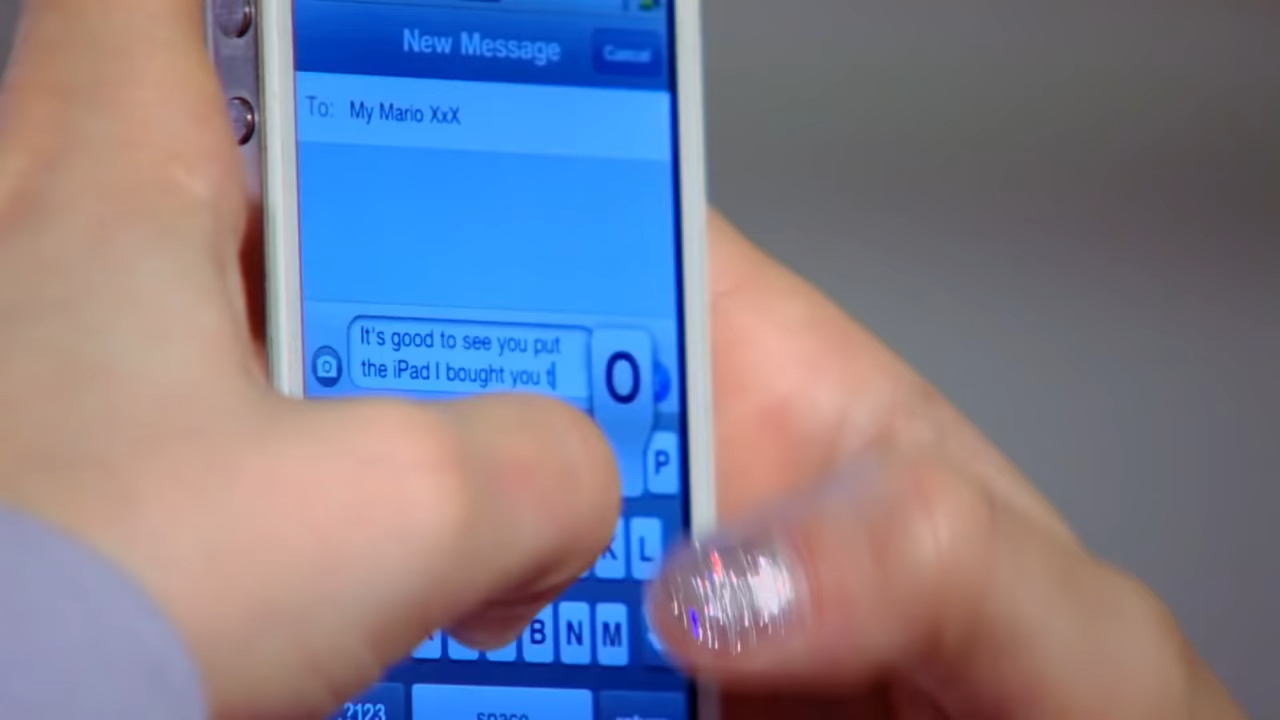 New Message
Cancel
To: My Mario XxX
It's good to see you put
the iPad I bought you t
O
P
K L
B N M
.?123
space
return